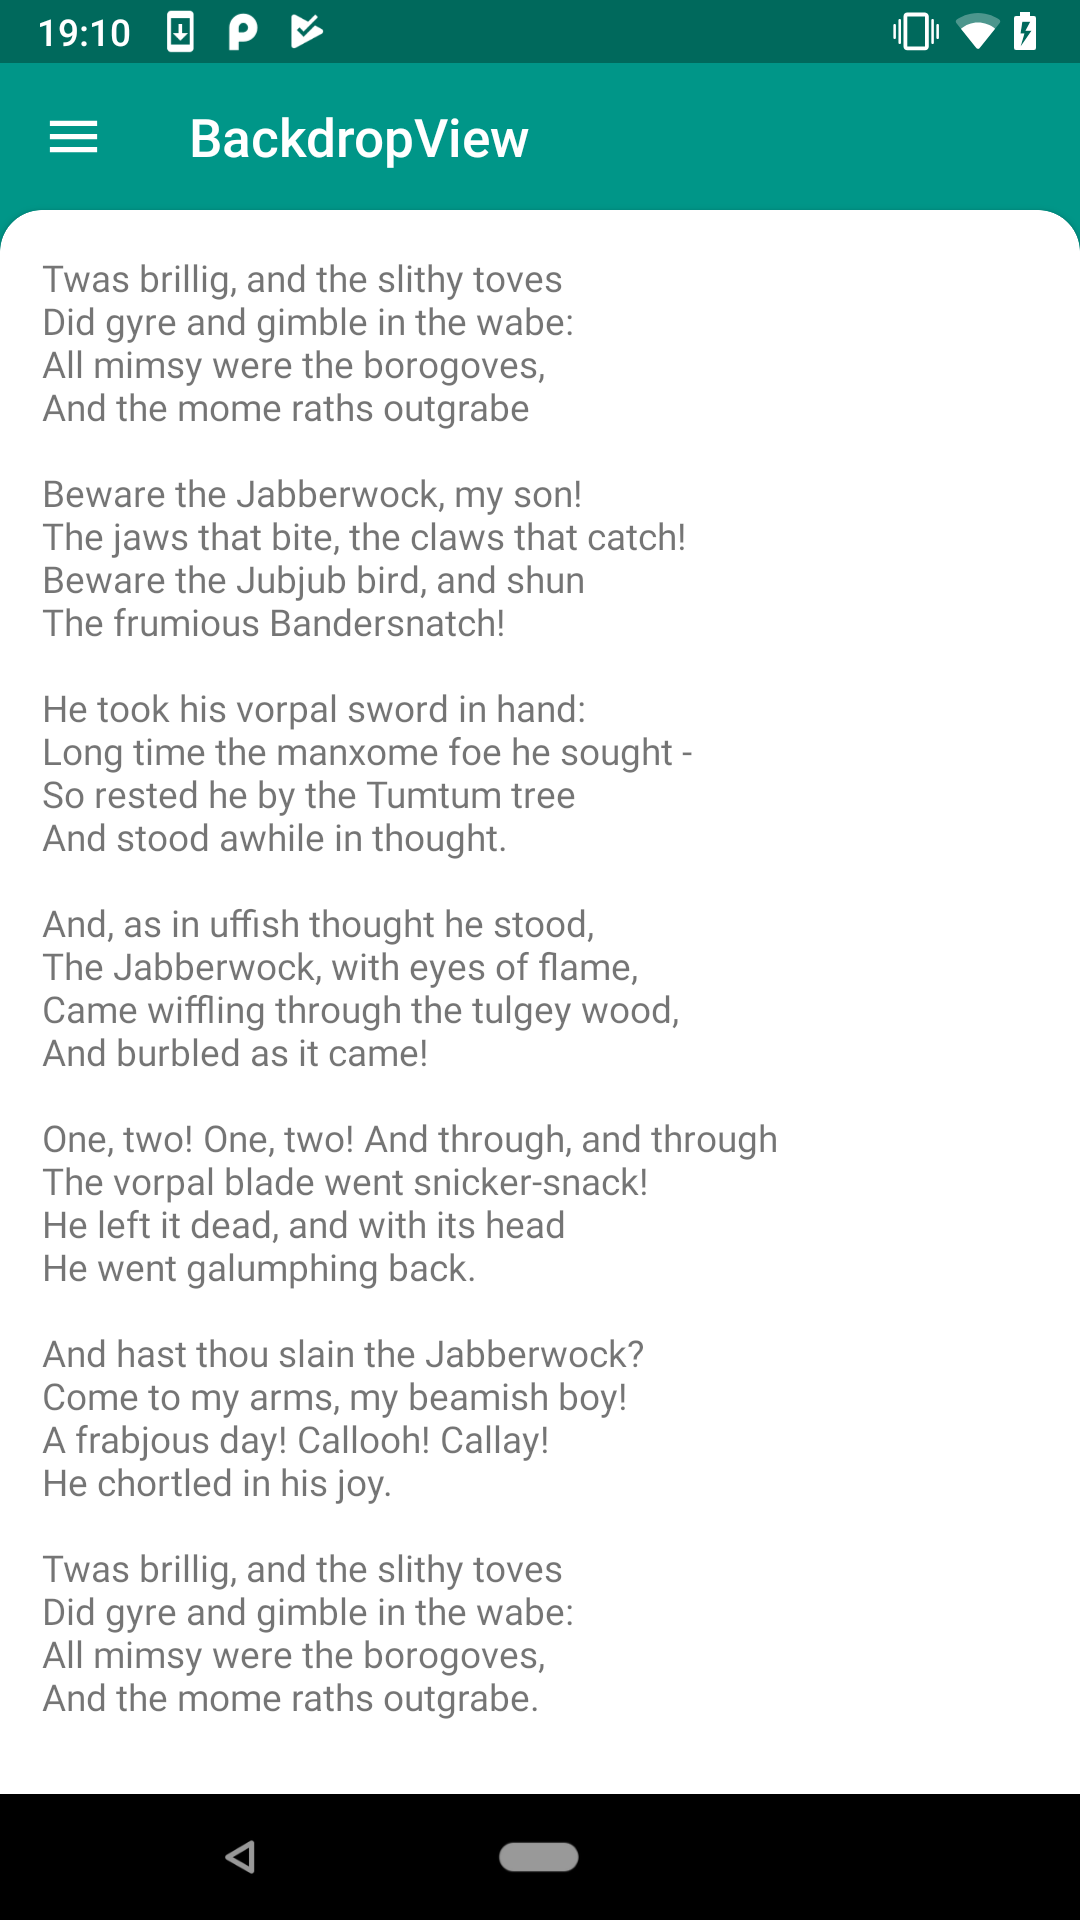 19:10
BackdropView
Twas brillig, and the slithy toves
Did gyre and gimble in the wabe:
All mimsy were the borogoves,
And the mome raths outgrabe
Beware the Jabberwock, my son!
The jaws that bite, the claws that catch!
Beware the Jubjub bird, and shun
The frumious Bandersnatch!
He took his vorpal sword in hand:
Long time the manxome foe he sought -
So rested he by the Tumtum tree
And stood awhile in thought.
And, as in uffish thought he stood,
The Jabberwock, with eyes of flame,
Came wiffling through the tulgey wood,
And burbled as it came!
One, two! One, two! And through, and through
The vorpal blade went snicker-snack!
He left it dead, and with its head
He went galumphing back.
And hast thou slain the Jabberwock?
Come to my arms, my beamish boy!
A frabjous day! Callooh! Callay!
He chortled in his joy.
Twas brillig, and the slithy toves
Did gyre and gimble in the wabe:
All mimsy were the borogoves,
And the mome raths outgrabe.